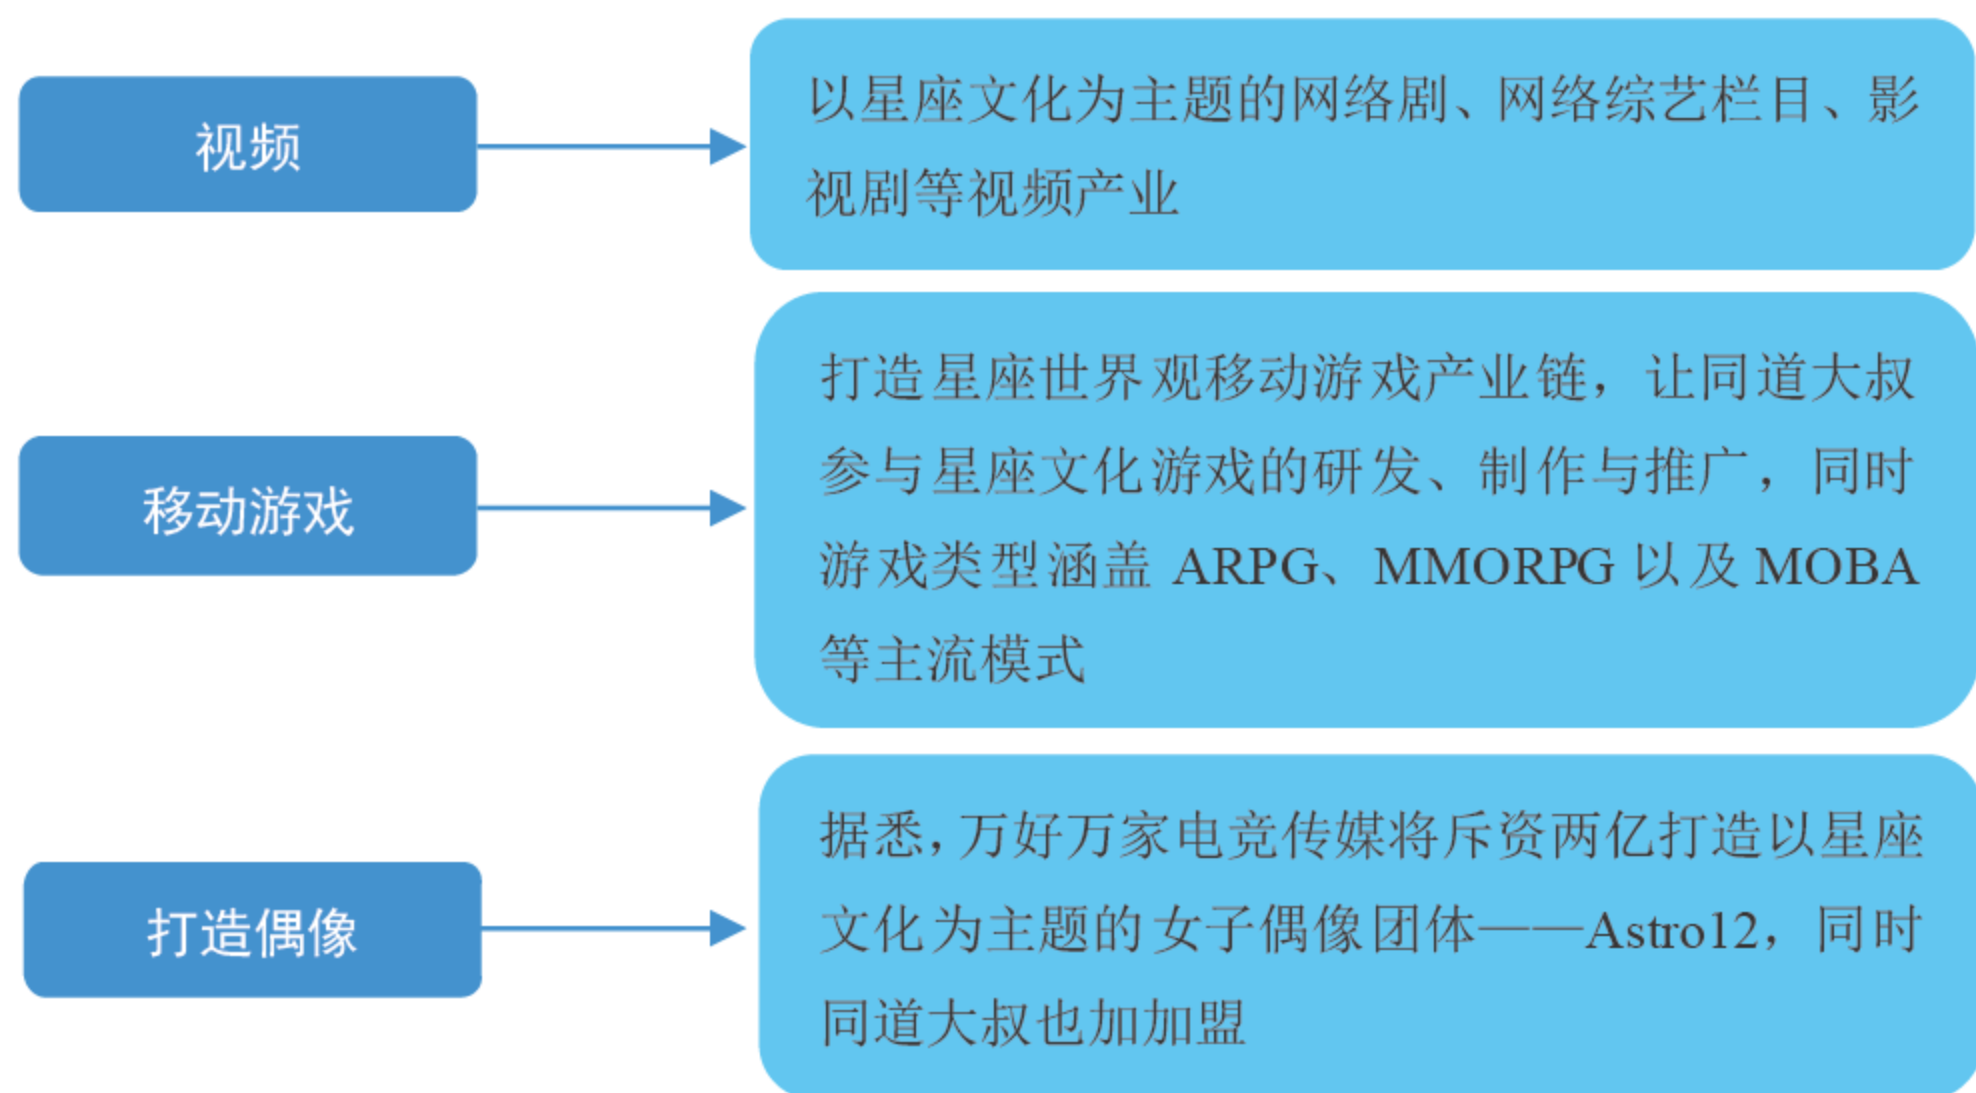 视频
以星座文化为主题的网络剧、网络综艺栏目、影
视剧等视频产业
移动游戏
打造星座世界观移动游戏产业链，让同道大叔
参与星座文化游戏的研发、制作与推广，同时
游戏类型涵盖 ARPG、MMORPG 以及 MOBA
等主流模式
打造偶像
据悉，万好万家电竞传媒将斥资两亿打造以星座
文化为主题的女子偶像团体——Astro12，同时
同道大叔也加加盟